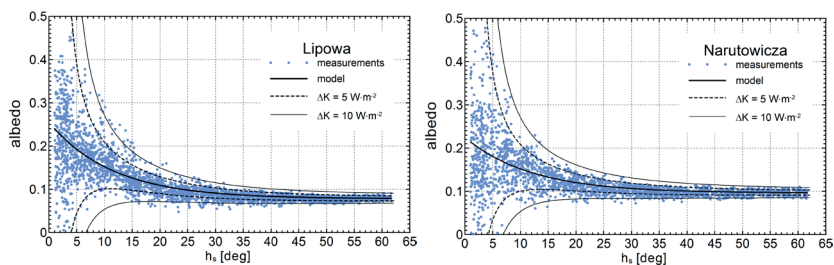 0.5
0.4
0.3
0.2
0.1
0
albedo
Lipowa
measurements
model
ΔK = 5 W·m⁻²
ΔK = 10 W·m⁻²
0 5 10 15 20 25 30 35 40 45 50 55 60 65
hₛ [deg]
0.5
0.4
0.3
0.2
0.1
0
albedo
Narutowicza
measurements
model
ΔK = 5 W·m⁻²
ΔK = 10 W·m⁻²
0 5 10 15 20 25 30 35 40 45 50 55 60 65
hₛ [deg]